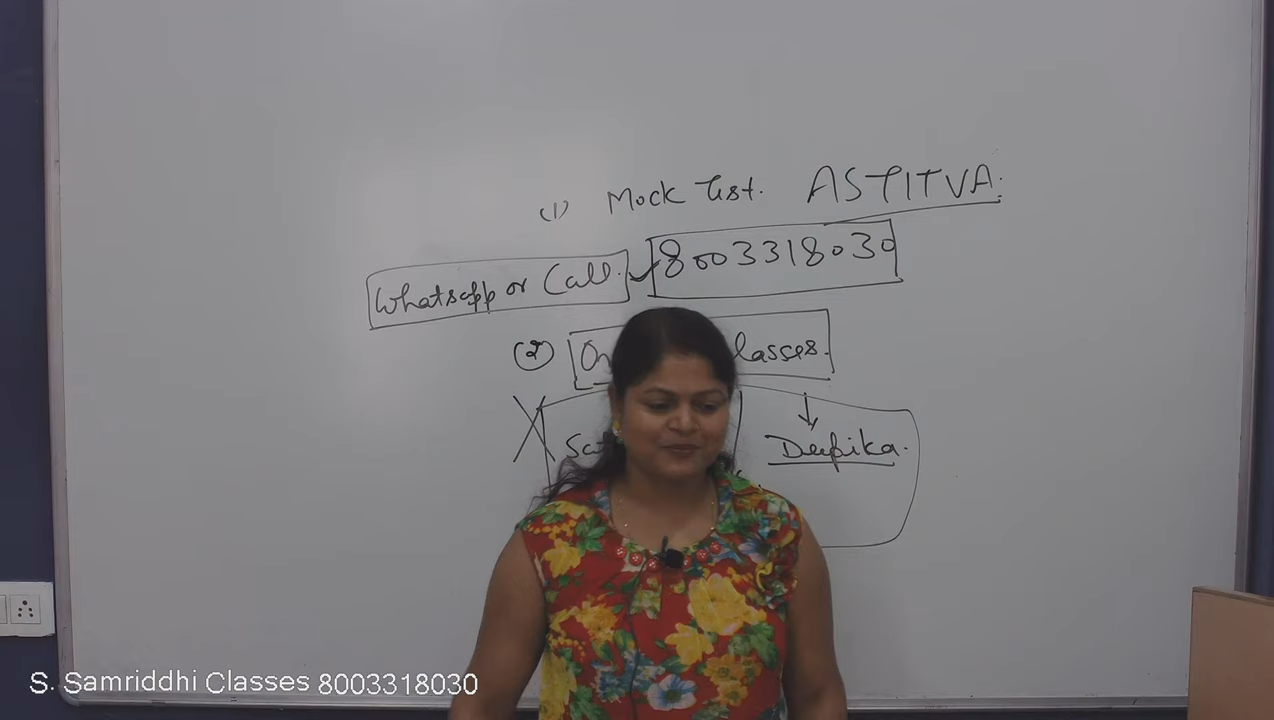 (1) Mock Test. ASTITVA.
Whatsapp or Call. 8003318030
(2) lasses.
Deepika.
S. Samriddhi Classes 8003318030